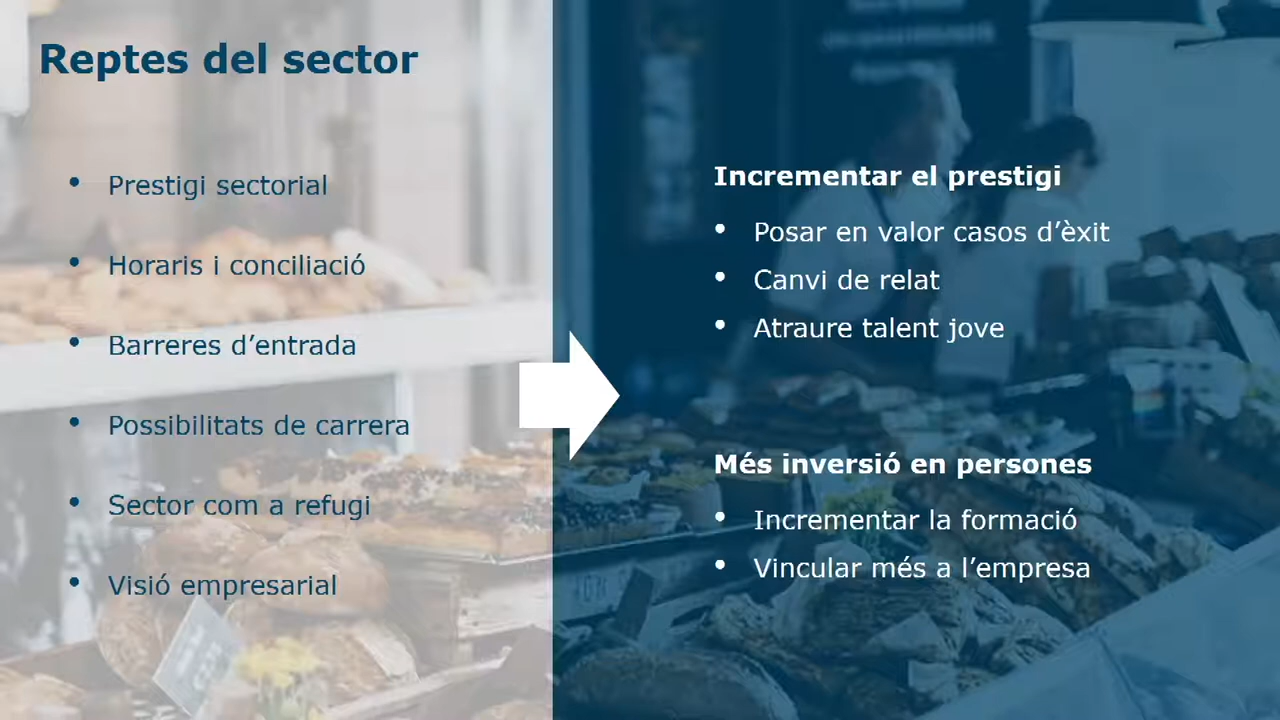 Reptes del sector
• Prestigi sectorial
• Horaris i conciliació
• Barreres d’entrada
• Possibilitats de carrera
• Sector com a refugi
• Visió empresarial
Incrementar el prestigi
• Posar en valor casos d’èxit
• Canvi de relat
• Atraure talent jove
Més inversió en persones
• Incrementar la formació
• Vincular més a l’empresa